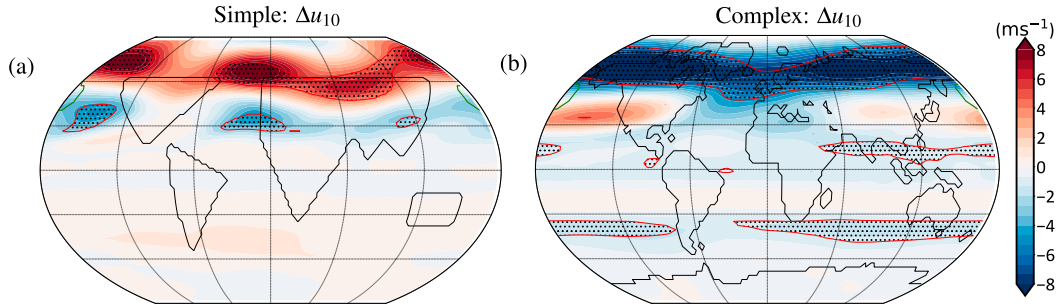 Simple: Δu₁₀
Complex: Δu₁₀
(ms⁻¹)
(a)
(b)
8
6
4
2
0
−2
−4
−6
−8